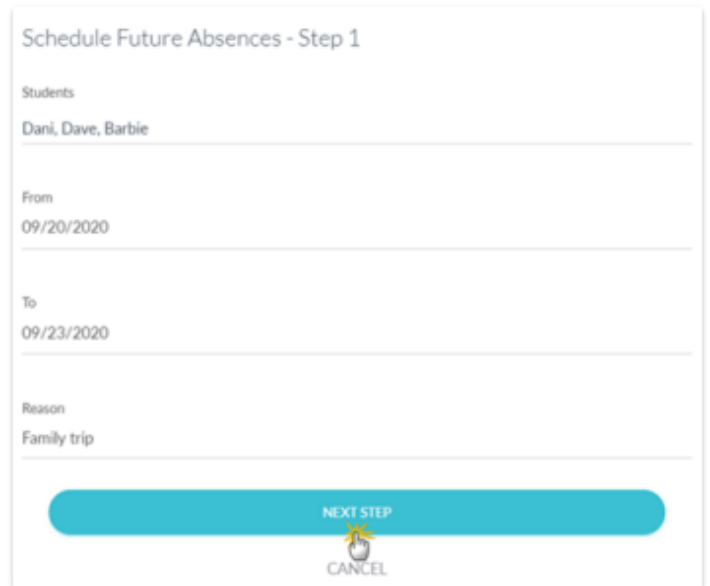 Schedule Future Absences - Step 1
Students
Dani, Dave, Barbie
From
09/20/2020
To
09/23/2020
Reason
Family trip
NEXT STEP
CANCEL